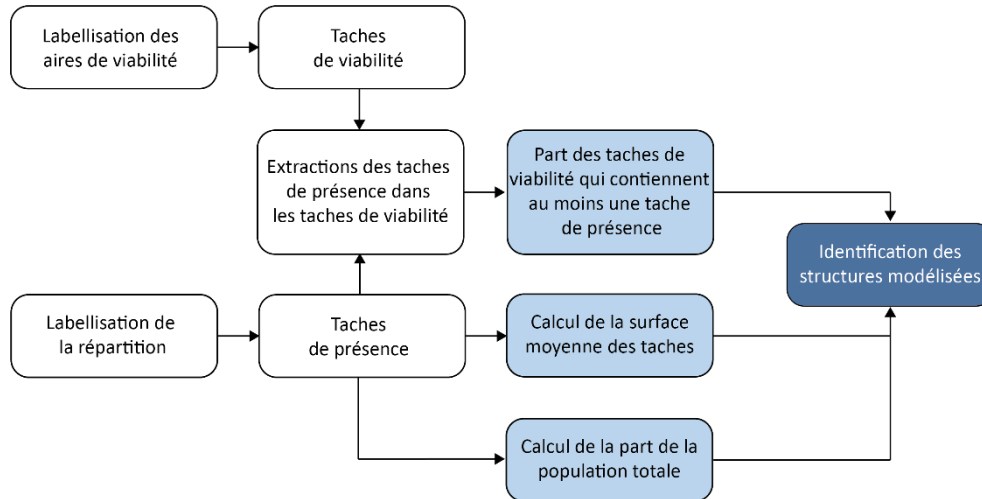 Labellisation des
aires de viabilité
Taches
de viabilité
Extractions des taches
de présence dans
les taches de viabilité
Part des taches de
viabilité qui contiennent
au moins une tache
de présence
Identification des
structures modélisées
Labellisation de
la répartition
Taches
de présence
Calcul de la surface
moyenne des taches
Calcul de la part de la
population totale